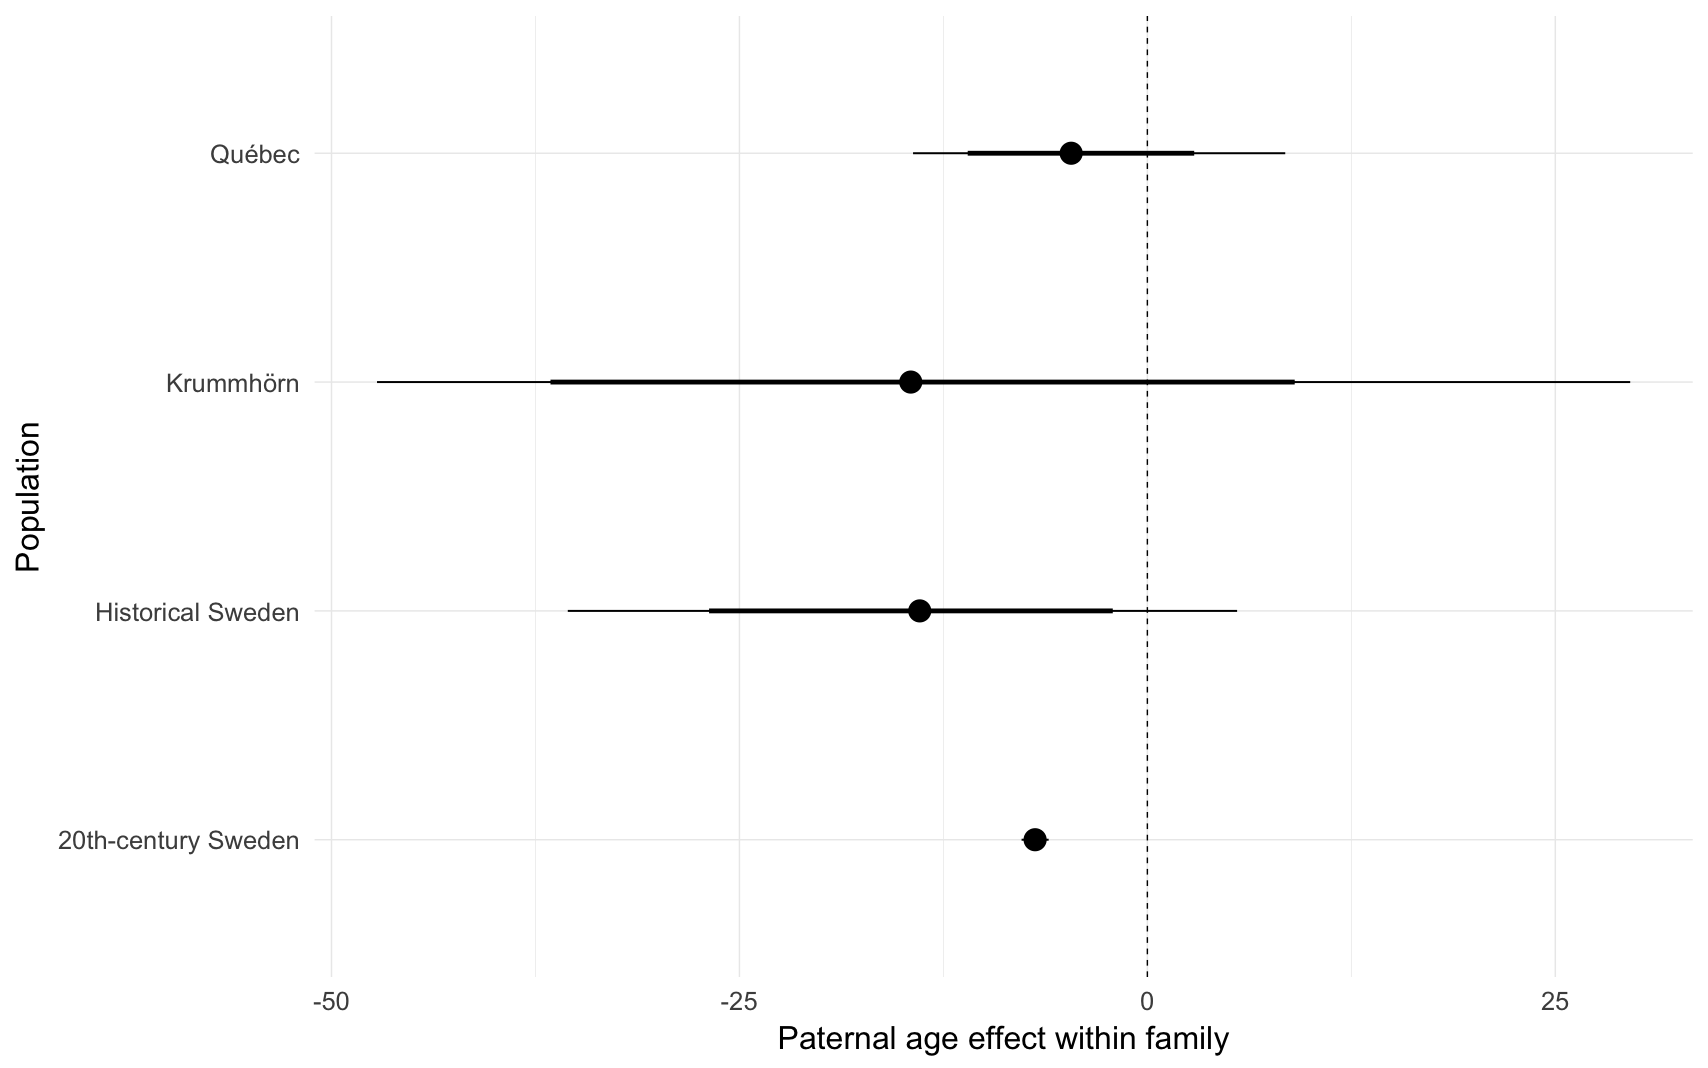 Population
Québec
Krummhörn
Historical Sweden
20th-century Sweden
-50
-25
0
25
Paternal age effect within family